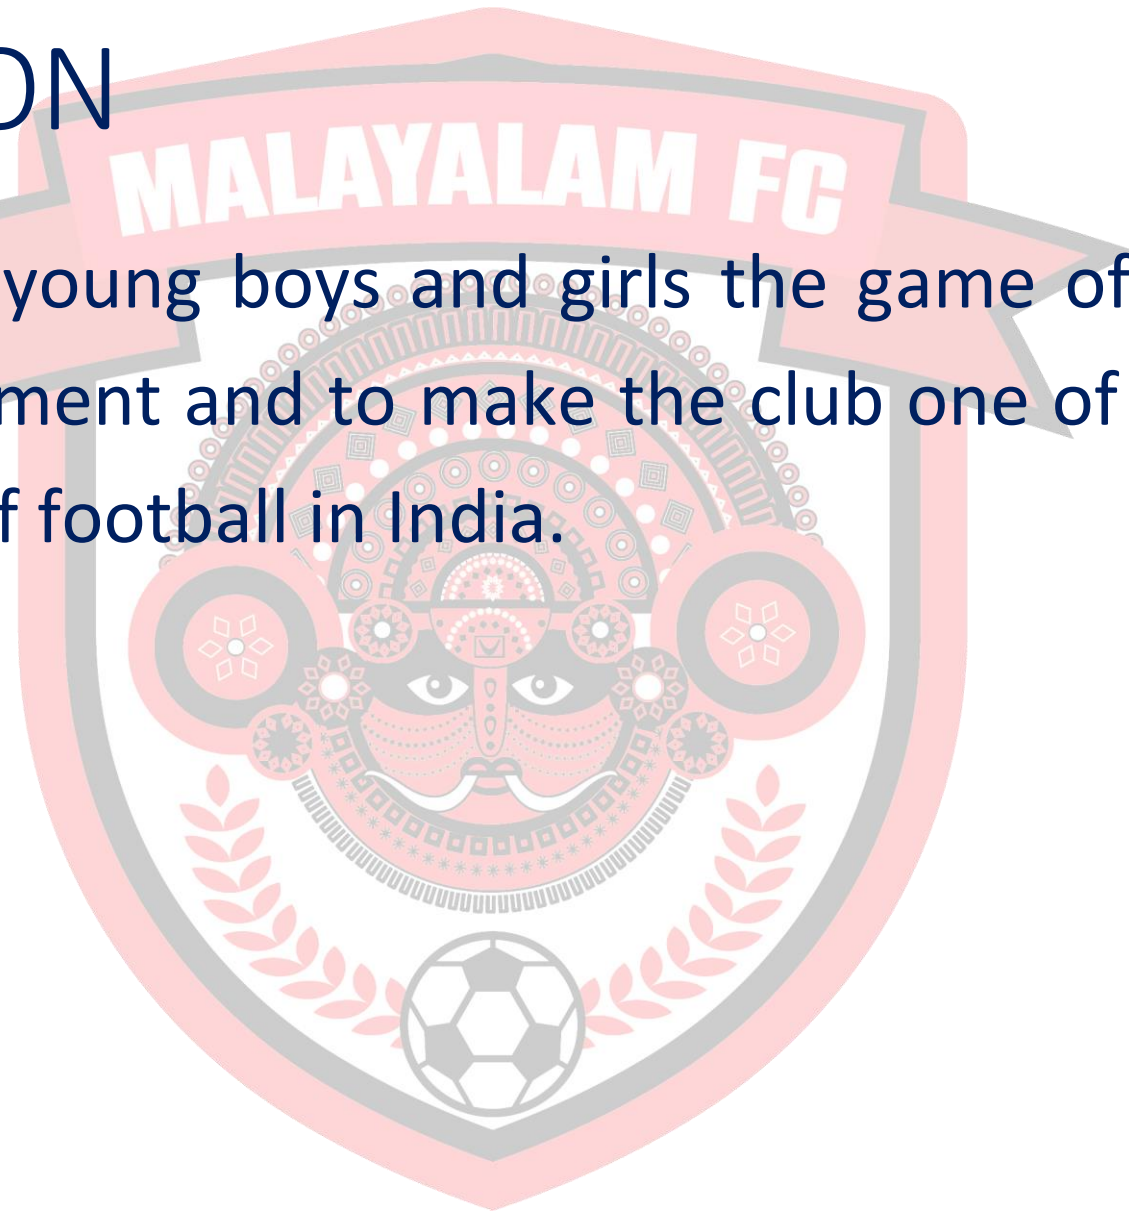 ON
MALAYALAM FC
young boys and girls the game of
ment and to make the club one of
f football in India.